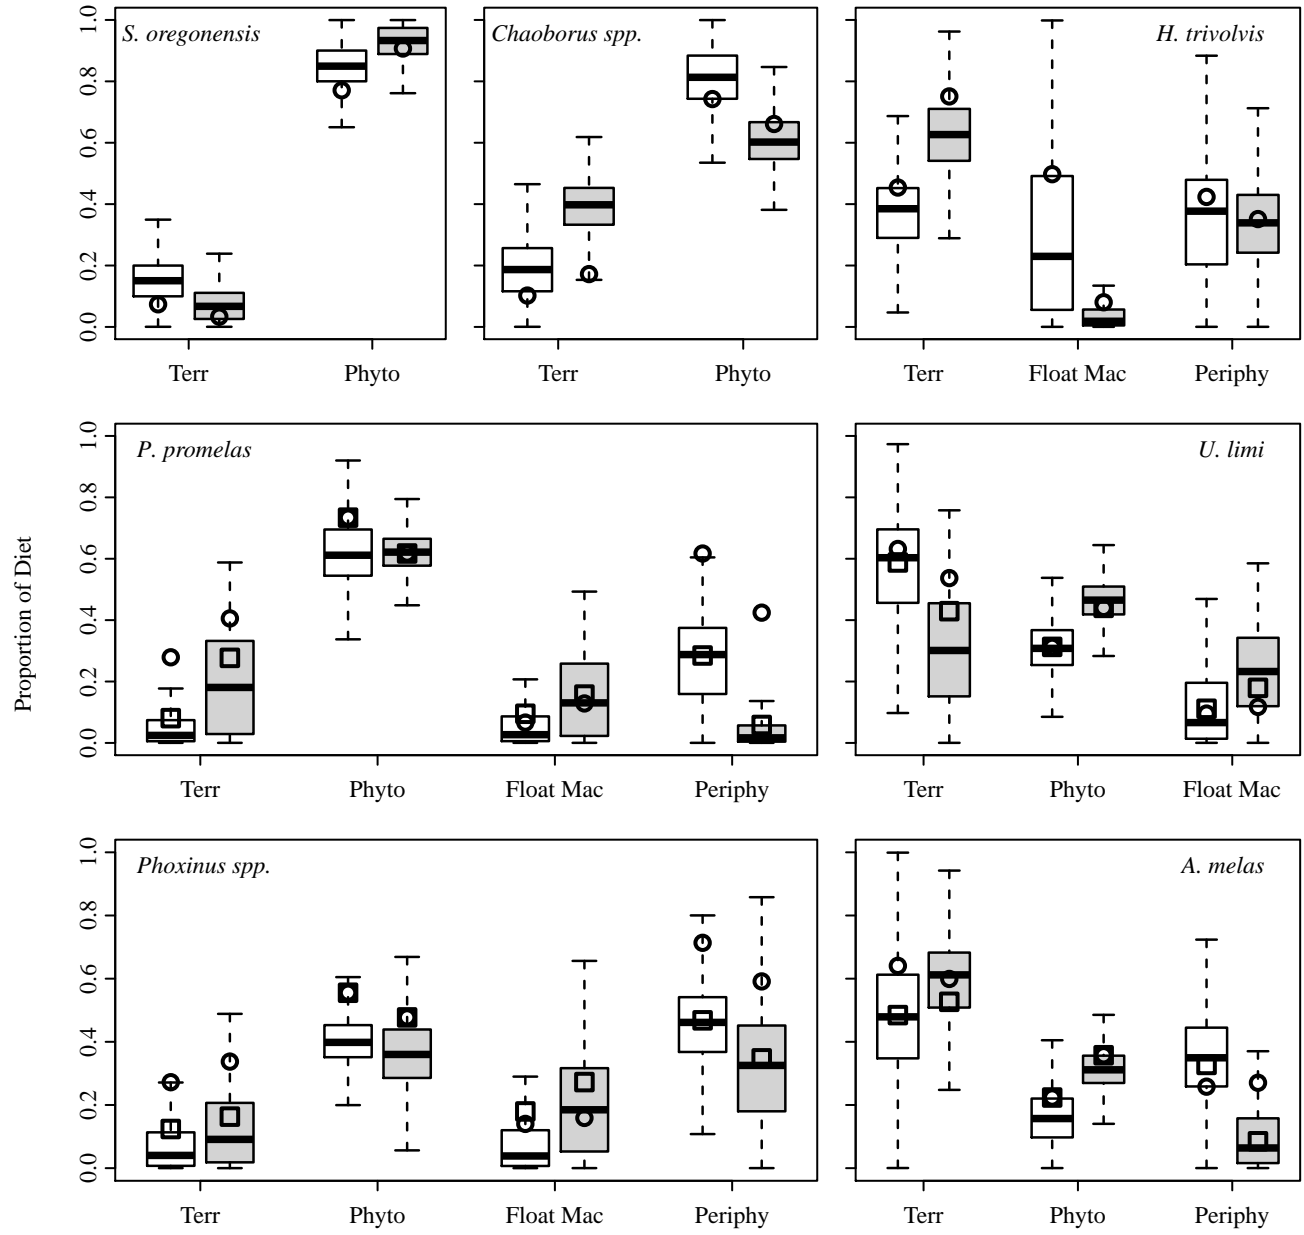 S. oregonensis
Chaoborus spp.
H. trivolvis
0.0 0.2 0.4 0.6 0.8 1.0
Terr Phyto
Terr Phyto
Terr Float Mac Periphy
P. promelas
U. limi
0.0 0.2 0.4 0.6 0.8 1.0
Proportion of Diet
Terr Phyto Float Mac Periphy
Terr Phyto Float Mac
Phoxinus spp.
A. melas
0.0 0.2 0.4 0.6 0.8 1.0
Terr Phyto Float Mac Periphy
Terr Phyto Periphy